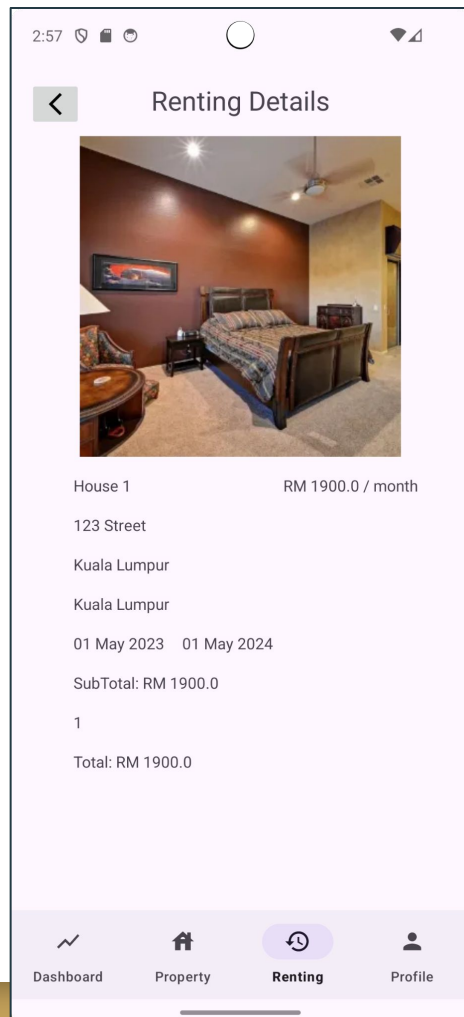 2:57
Renting Details
House 1 RM 1900.0 / month
123 Street
Kuala Lumpur
Kuala Lumpur
01 May 2023 01 May 2024
SubTotal: RM 1900.0
1
Total: RM 1900.0
Dashboard Property Renting Profile